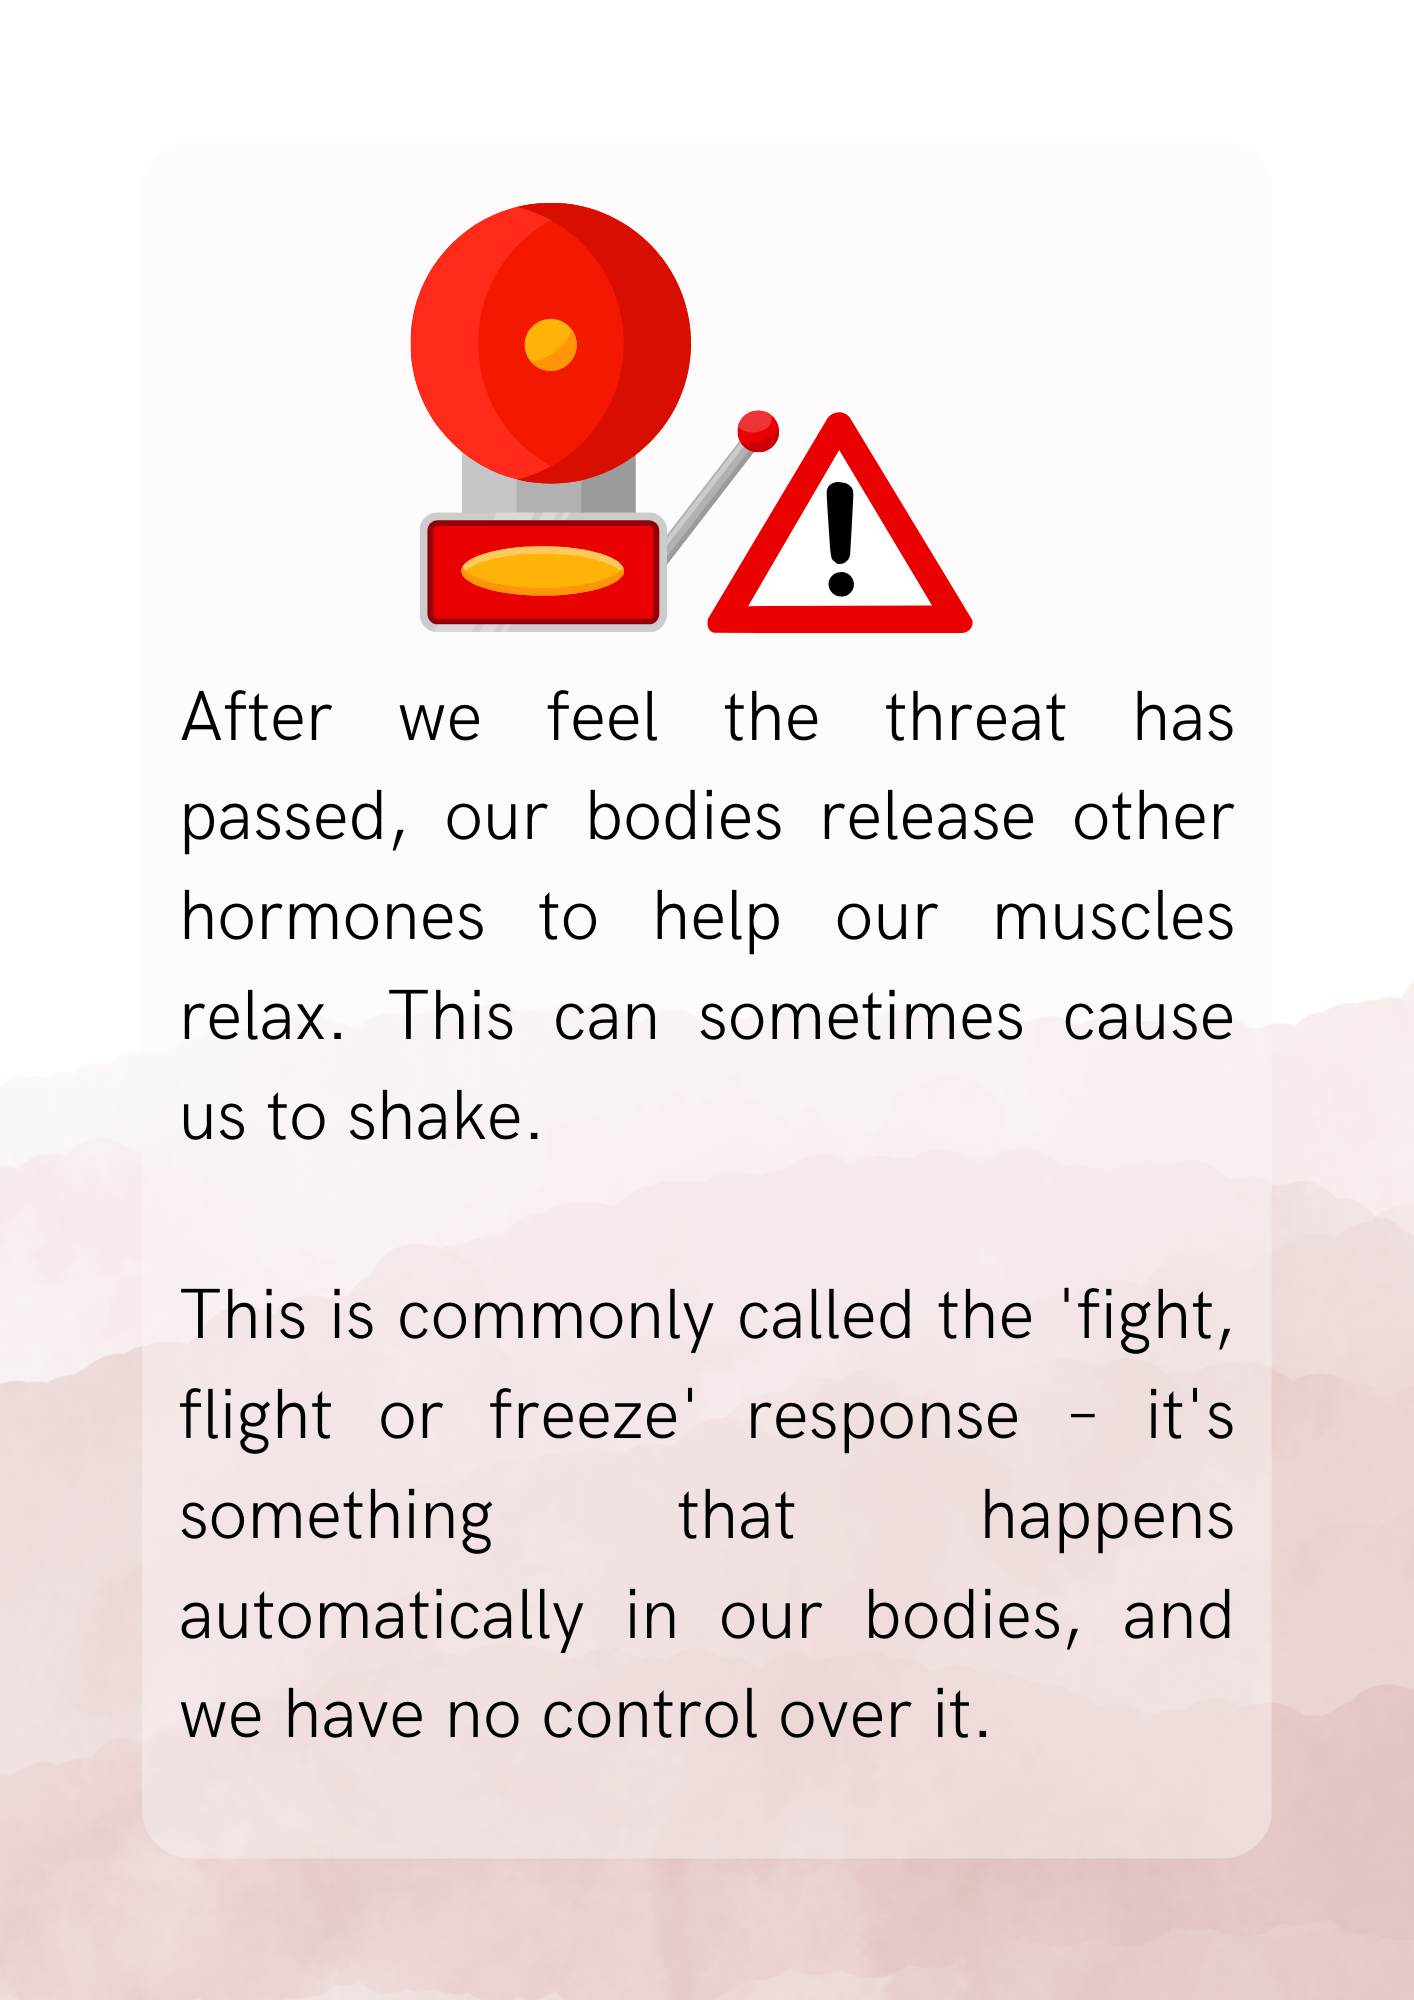 After we feel the threat has
passed, our bodies release other
hormones to help our muscles
relax. This can sometimes cause
us to shake.
This is commonly called the 'fight,
flight or freeze' response – it's
something that happens
automatically in our bodies, and
we have no control over it.